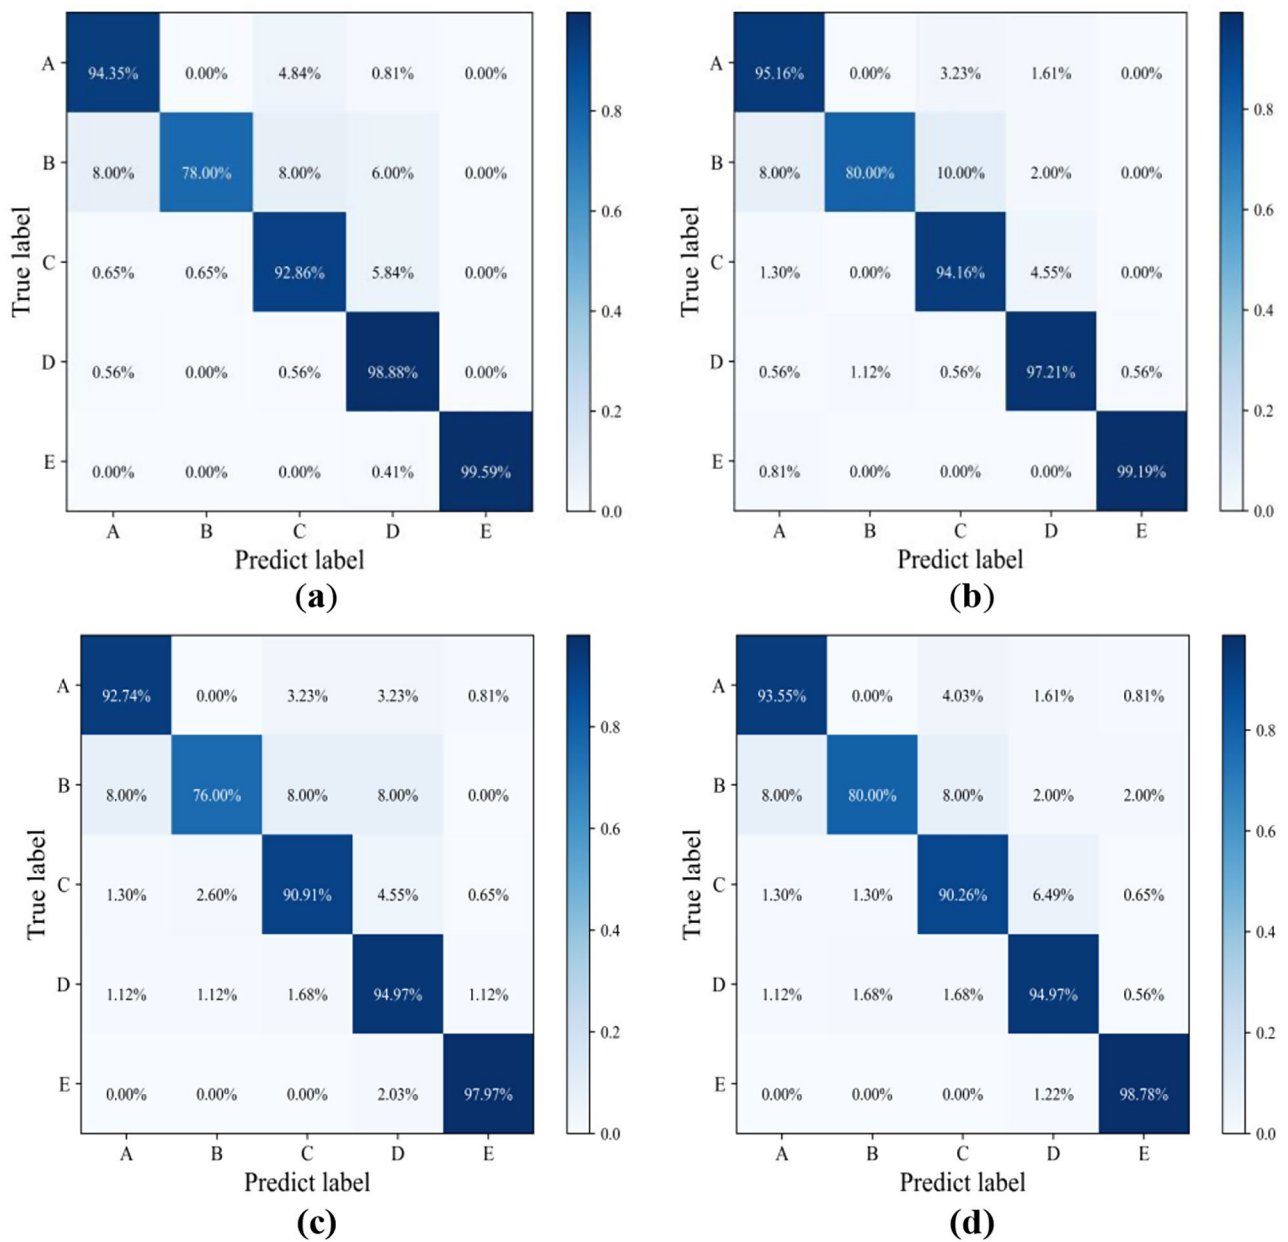 A 94.35% 0.00% 4.84% 0.81% 0.00%
0.8
B 8.00% 78.00% 8.00% 6.00% 0.00%
0.6
True label
C 0.65% 0.65% 92.86% 5.84% 0.00%
0.4
D 0.56% 0.00% 0.56% 98.88% 0.00%
0.2
E 0.00% 0.00% 0.00% 0.41% 99.59%
0.0
A B C D E
Predict label
(a)
A 95.16% 0.00% 3.23% 1.61% 0.00%
0.8
B 8.00% 80.00% 10.00% 2.00% 0.00%
0.6
True label
C 1.30% 0.00% 94.16% 4.55% 0.00%
0.4
D 0.56% 1.12% 0.56% 97.21% 0.56%
0.2
E 0.81% 0.00% 0.00% 0.00% 99.19%
0.0
A B C D E
Predict label
(b)
A 92.74% 0.00% 3.23% 3.23% 0.81%
0.8
B 8.00% 76.00% 8.00% 8.00% 0.00%
0.6
True label
C 1.30% 2.60% 90.91% 4.55% 0.65%
0.4
D 1.12% 1.12% 1.68% 94.97% 1.12%
0.2
E 0.00% 0.00% 0.00% 2.03% 97.97%
0.0
A B C D E
Predict label
(c)
A 93.55% 0.00% 4.03% 1.61% 0.81%
0.8
B 8.00% 80.00% 8.00% 2.00% 2.00%
0.6
True label
C 1.30% 1.30% 90.26% 6.49% 0.65%
0.4
D 1.12% 1.68% 1.68% 94.97% 0.56%
0.2
E 0.00% 0.00% 0.00% 1.22% 98.78%
0.0
A B C D E
Predict label
(d)